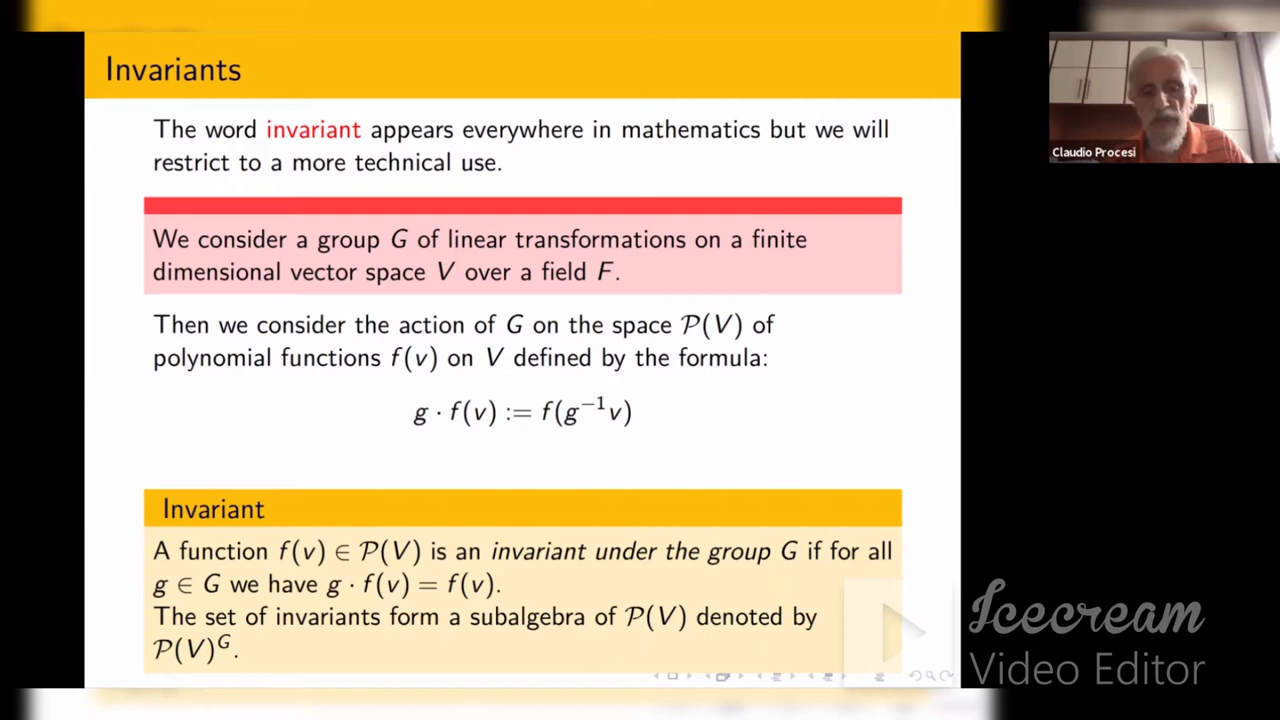 Invariants
The word invariant appears everywhere in mathematics but we will
restrict to a more technical use.
We consider a group G of linear transformations on a finite
dimensional vector space V over a field F.
Then we consider the action of G on the space 𝒫(V) of
polynomial functions f(v) on V defined by the formula:
g · f(v) := f(g⁻¹v)
Invariant
A function f(v) ∈ 𝒫(V) is an invariant under the group G if for all
g ∈ G we have g · f(v) = f(v).
The set of invariants form a subalgebra of 𝒫(V) denoted by
𝒫(V)ᴳ.
Claudio Procesi
Icecream
Video Editor